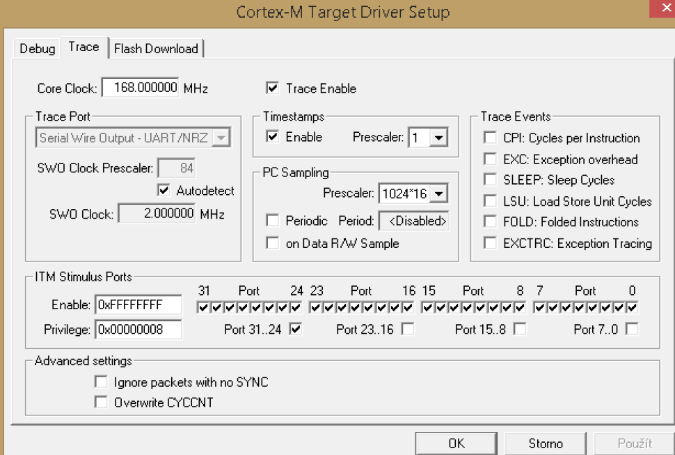 Cortex-M Target Driver Setup
Debug Trace Flash Download
Core Clock: 168.000000 MHz Trace Enable
Trace Port
Serial Wire Output - UART/NRZ
SWO Clock Prescaler: 84
Autodetect
SWO Clock: 2.000000 MHz
Timestamps
Enable Prescaler: 1
PC Sampling
Prescaler: 1024*16
Periodic Period: <Disabled>
on Data R/W Sample
Trace Events
CPI: Cycles per Instruction
EXC: Exception overhead
SLEEP: Sleep Cycles
LSU: Load Store Unit Cycles
FOLD: Folded Instructions
EXCTRC: Exception Tracing
ITM Stimulus Ports
31 Port 24 23 Port 16 15 Port 8 7 Port 0
Enable: 0xFFFFFFFF
Privilege: 0x00000008 Port 31..24 Port 23..16 Port 15..8 Port 7..0
Advanced settings
Ignore packets with no SYNC
Overwrite CYCCNT
OK Storno Použít